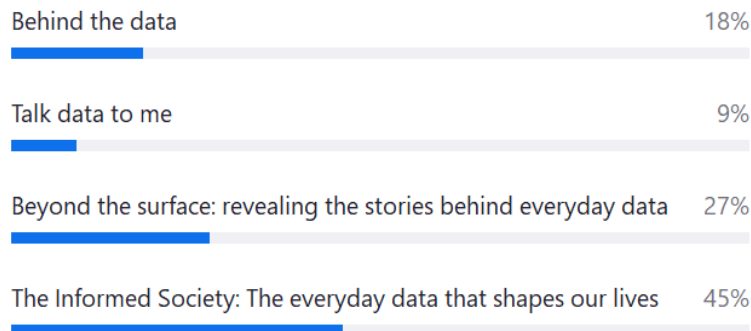 Behind the data 18%
Talk data to me 9%
Beyond the surface: revealing the stories behind everyday data 27%
The Informed Society: The everyday data that shapes our lives 45%